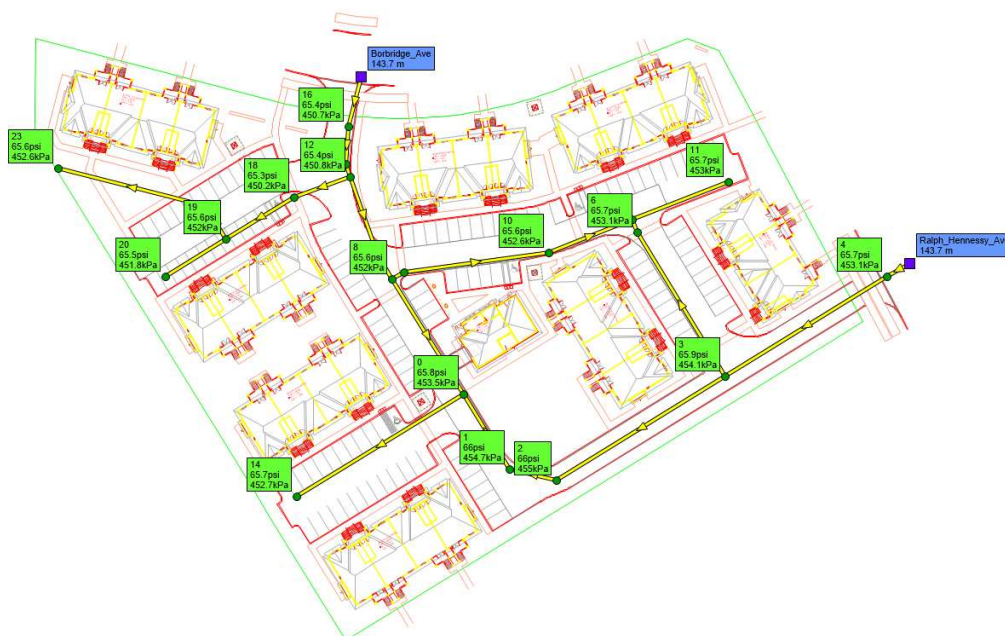 Borbridge_Ave
143.7 m
16
65.4psi
450.7kPa
23
65.6psi
452.6kPa
12
65.4psi
450.8kPa
18
65.3psi
450.2kPa
11
65.7psi
453kPa
19
65.6psi
452kPa
6
65.7psi
453.1kPa
10
65.6psi
452.6kPa
20
65.5psi
451.8kPa
8
65.6psi
452kPa
4
65.7psi
453.1kPa
Ralph_Hennessy_Av
143.7 m
3
65.9psi
454.1kPa
0
65.8psi
453.5kPa
1
66psi
454.7kPa
2
66psi
455kPa
14
65.7psi
452.7kPa